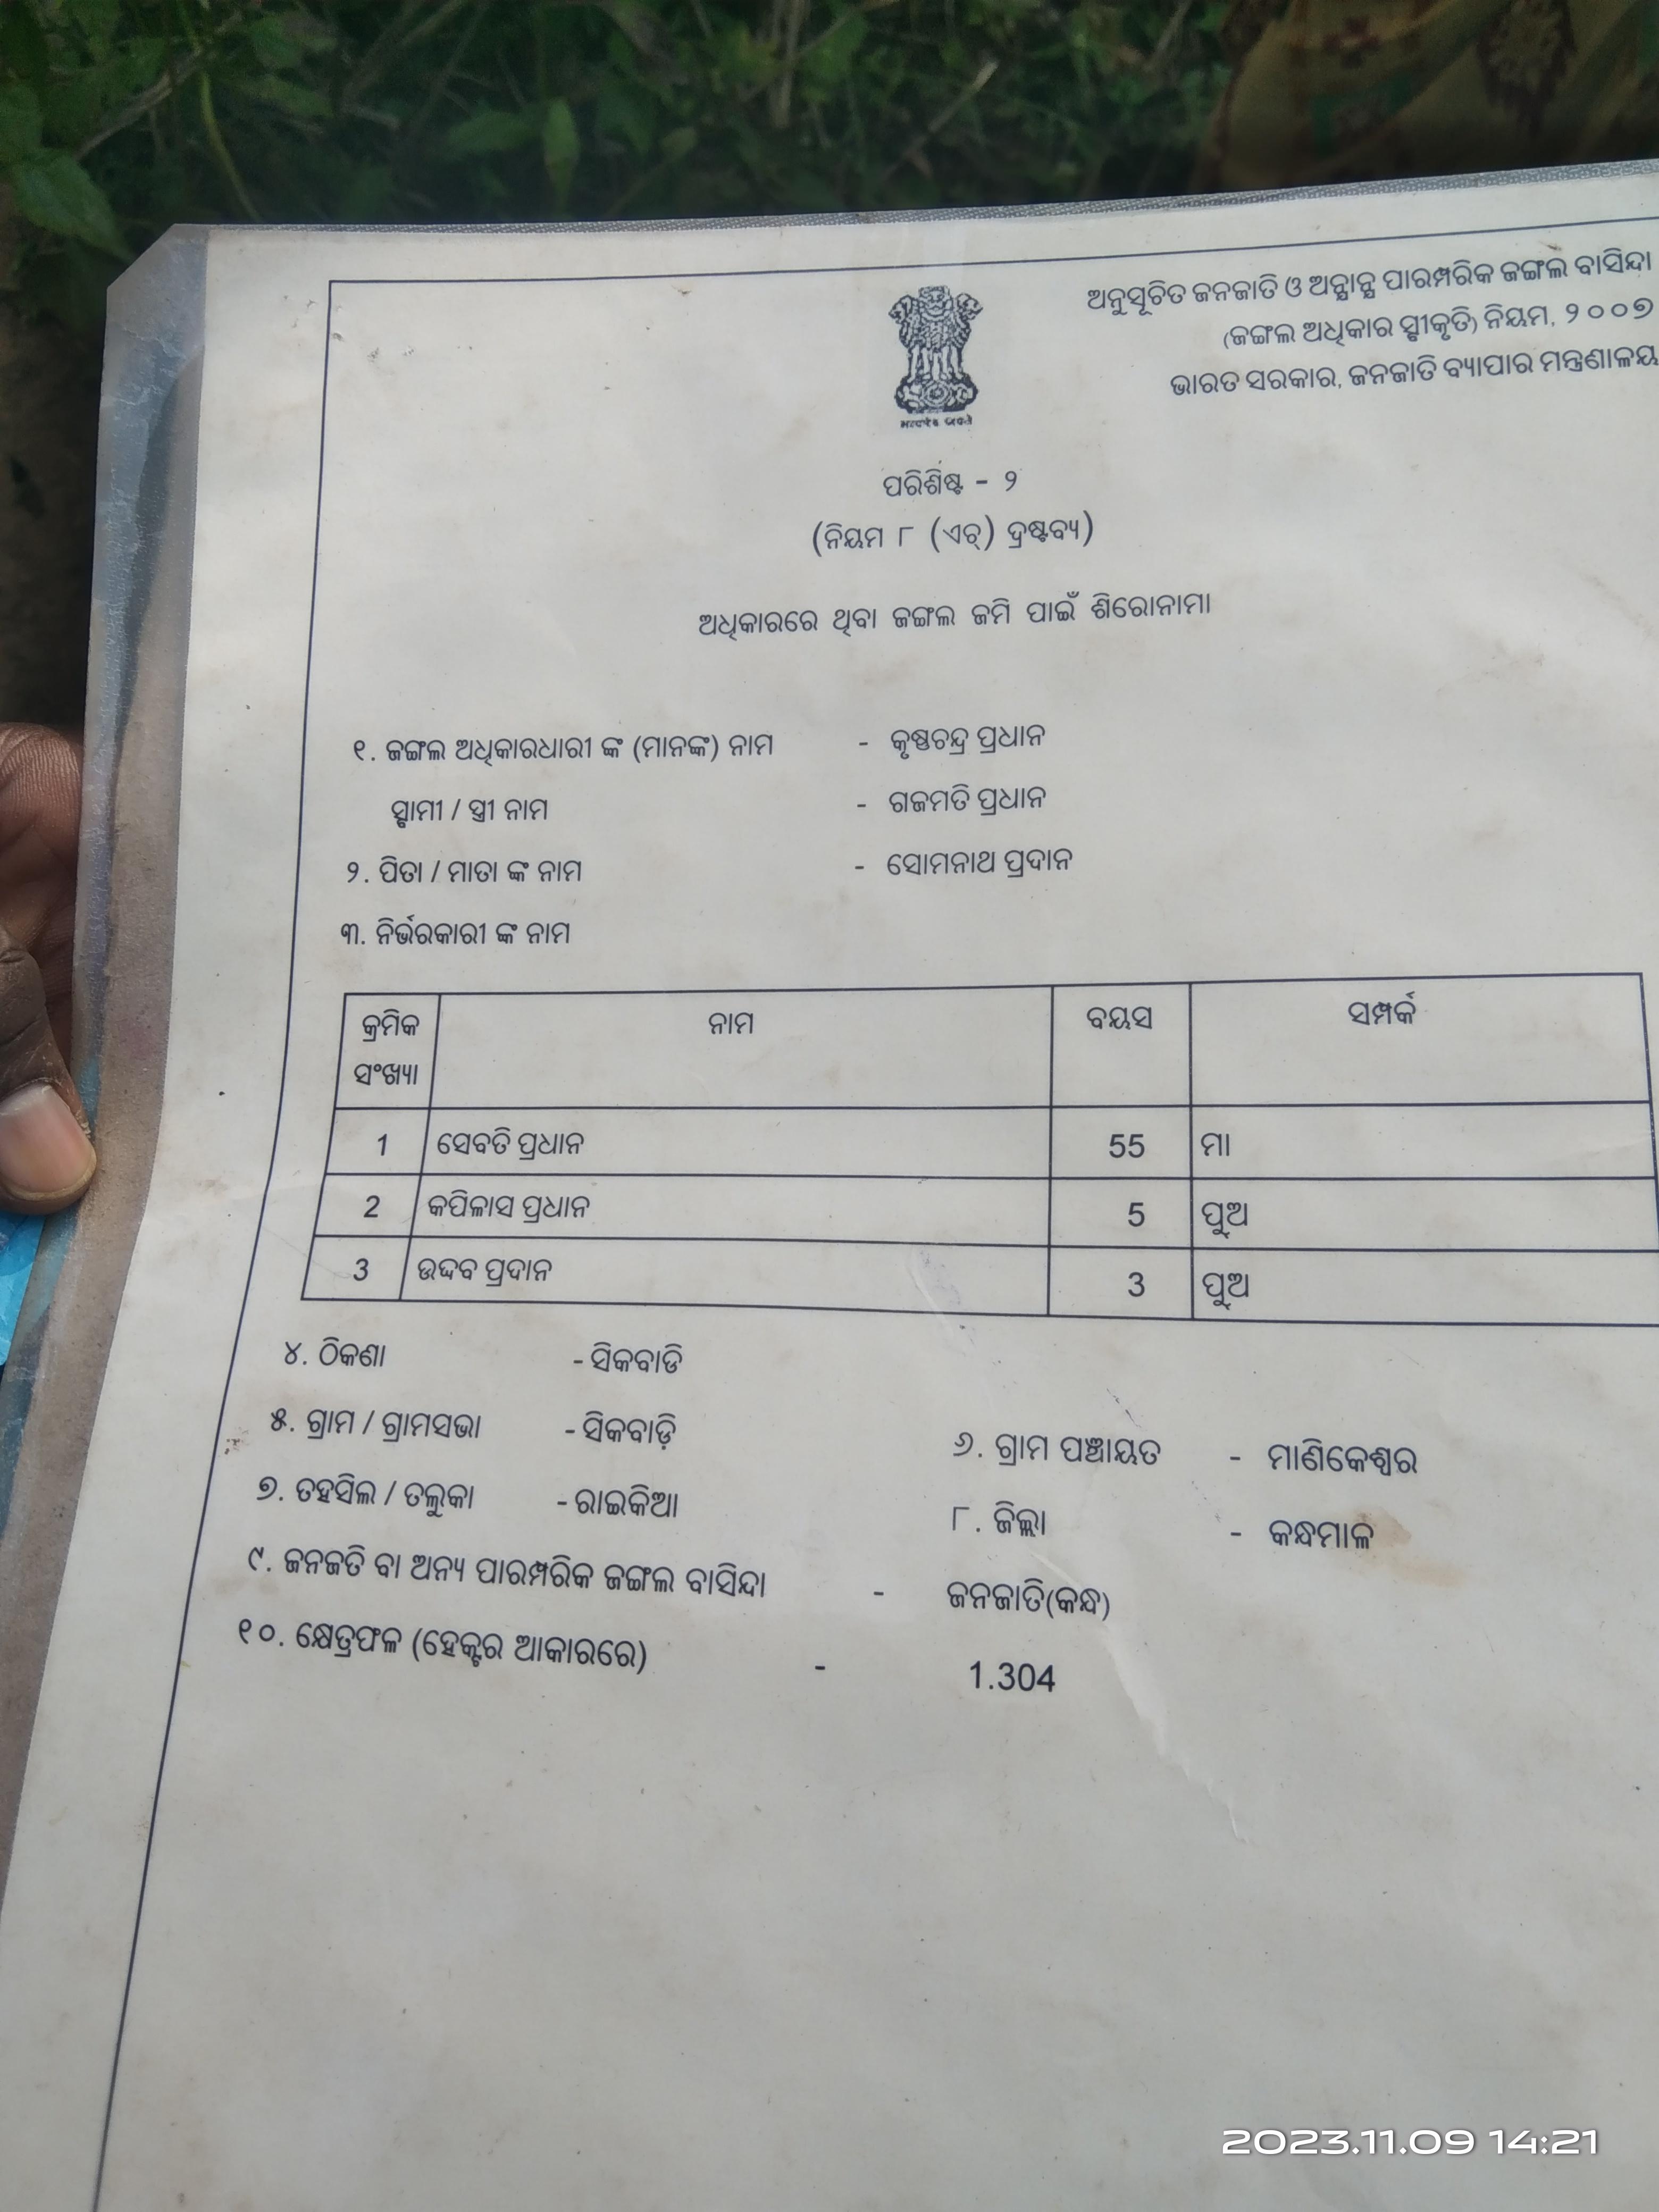 ଅନୁସୂଚିତ ଜନଜାତି ଓ ଅନ୍ଯାନ୍ଯ ପାରମ୍ପରିକ ଜଙ୍ଗଲ ବାସିନ୍ଦା
(ଜଙ୍ଗଲ ଅଧିକାର ସ୍ୱୀକୃତି) ନିୟମ, ୨୦୦୭
ଭାରତ ସରକାର, ଜନଜାତି ବ୍ୟାପାର ମନ୍ତ୍ରଣାଳୟ
ପରିଶିଷ୍ଟ - ୨
(ନିୟମ ୮ (ଏଚ୍) ଦ୍ରଷ୍ଟବ୍ୟ)
ଅଧିକାରରେ ଥିବା ଜଙ୍ଗଲ ଜମି ପାଇଁ ଶିରୋନାମା
୧. ଜଙ୍ଗଲ ଅଧିକାରଧାରୀ ଙ୍କ (ମାନଙ୍କ) ନାମ - କୃଷ୍ଣଚନ୍ଦ୍ର ପ୍ରଧାନ
ସ୍ୱାମୀ / ସ୍ତ୍ରୀ ନାମ - ଗଜମତି ପ୍ରଧାନ
୨. ପିତା / ମାତା ଙ୍କ ନାମ - ସୋମନାଥ ପ୍ରଦାନ
୩. ନିର୍ଭରକାରୀ ଙ୍କ ନାମ
କ୍ରମିକ ସଂଖ୍ୟା ନାମ ବୟସ ସମ୍ପର୍କ
1 ସେବତି ପ୍ରଧାନ 55 ମା
2 କପିଳାସ ପ୍ରଧାନ 5 ପୁଅ
3 ଉଦ୍ଦବ ପ୍ରଦାନ 3 ପୁଅ
୪. ଠିକଣା - ସିକବାଡି
୫. ଗ୍ରାମ / ଗ୍ରାମସଭା - ସିକବାଡ଼ି ୬. ଗ୍ରାମ ପଞ୍ଚାୟତ - ମାଣିକେଶ୍ୱର
୭. ତହସିଲ / ତଲୁକା - ରାଇକିଆ ୮. ଜିଲ୍ଲା - କନ୍ଧମାଳ
୯. ଜନଜତି ବା ଅନ୍ୟ ପାରମ୍ପରିକ ଜଙ୍ଗଲ ବାସିନ୍ଦା - ଜନଜାତି(କନ୍ଧ)
୧୦. କ୍ଷେତ୍ରଫଳ (ହେକ୍ଟର ଆକାରରେ) - 1.304
2023.11.09 14:21